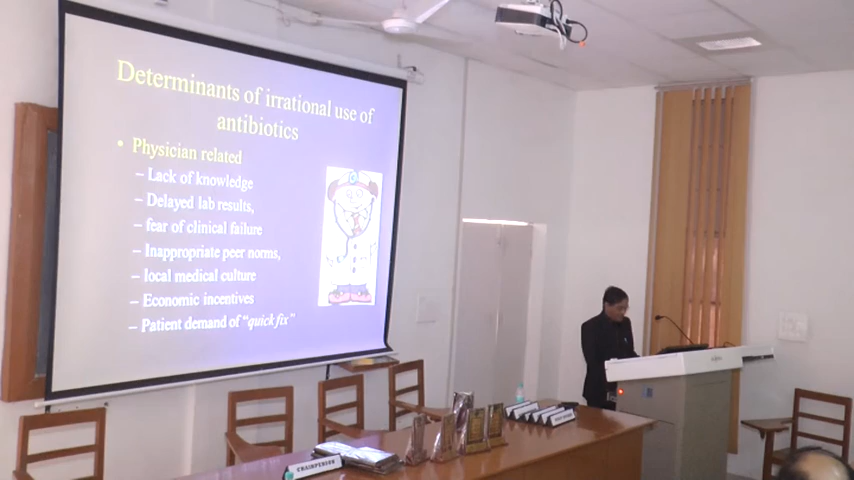 Determinants of irrational use of
antibiotics
• Physician related
– Lack of knowledge
– Delayed lab results,
– fear of clinical failure
– Inappropriate peer norms,
– local medical culture
– Economic incentives
– Patient demand of "quick fix"
CHAIRPERSON